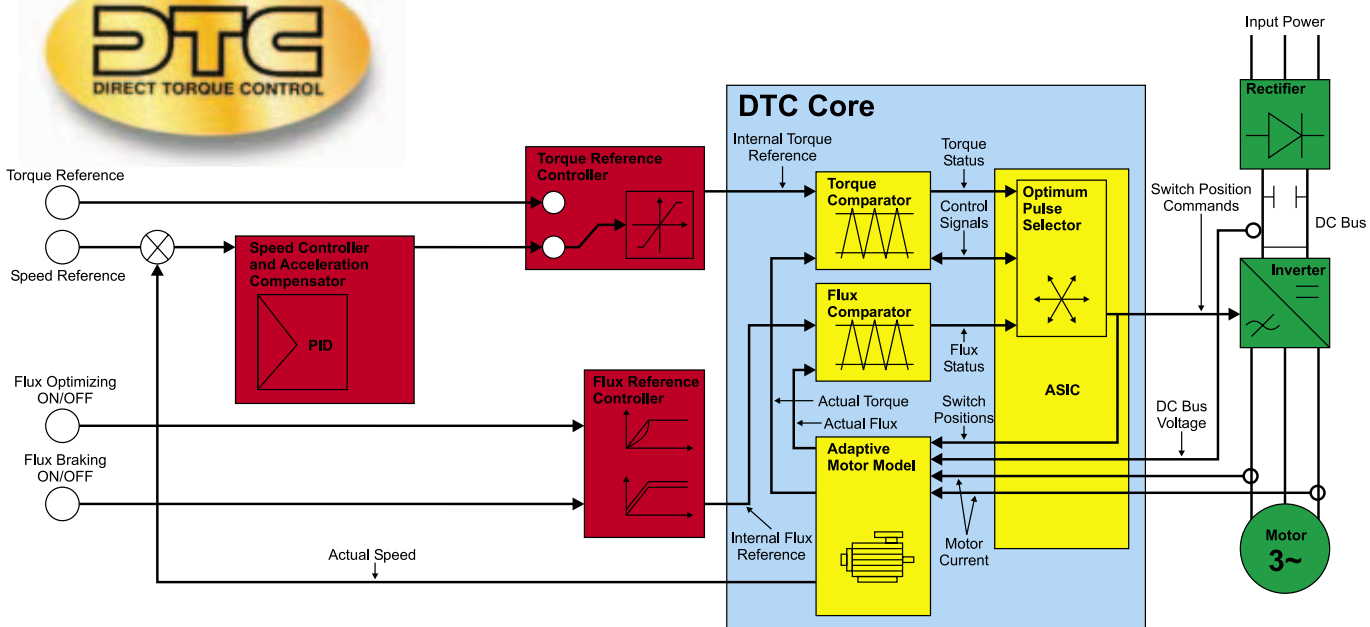 DTC
DIRECT TORQUE CONTROL
Input Power
Rectifier
DTC Core
Internal Torque
Reference
Torque
Status
Torque Reference
Torque Reference
Controller
Torque
Comparator
Control
Signals
Optimum
Pulse
Selector
Switch Position
Commands
DC Bus
Speed Reference
Speed Controller
and Acceleration
Compensator
PID
Inverter
Flux
Comparator
Flux
Status
Flux Optimizing
ON/OFF
Flux Reference
Controller
Actual Torque
Actual Flux
Switch
Positions
ASIC
DC Bus
Voltage
Flux Braking
ON/OFF
Adaptive
Motor Model
Internal Flux
Reference
Motor
Current
Motor
3~
Actual Speed